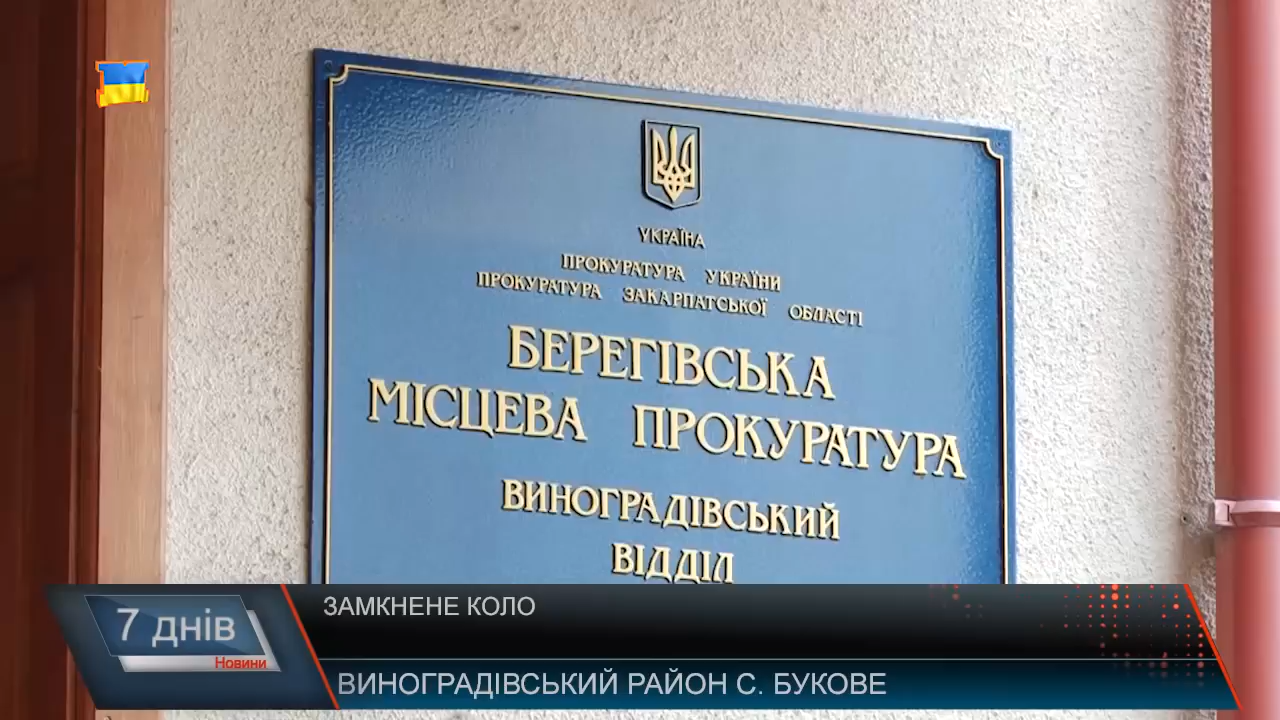 УКРАЇНА
ПРОКУРАТУРА УКРАЇНИ
ПРОКУРАТУРА ЗАКАРПАТСЬКОЇ ОБЛАСТІ
БЕРЕГІВСЬКА
МІСЦЕВА ПРОКУРАТУРА
ВИНОГРАДІВСЬКИЙ
ВІДДІЛ
7 днів
Новини
ЗАМКНЕНЕ КОЛО
ВИНОГРАДІВСЬКИЙ РАЙОН С. БУКОВЕ